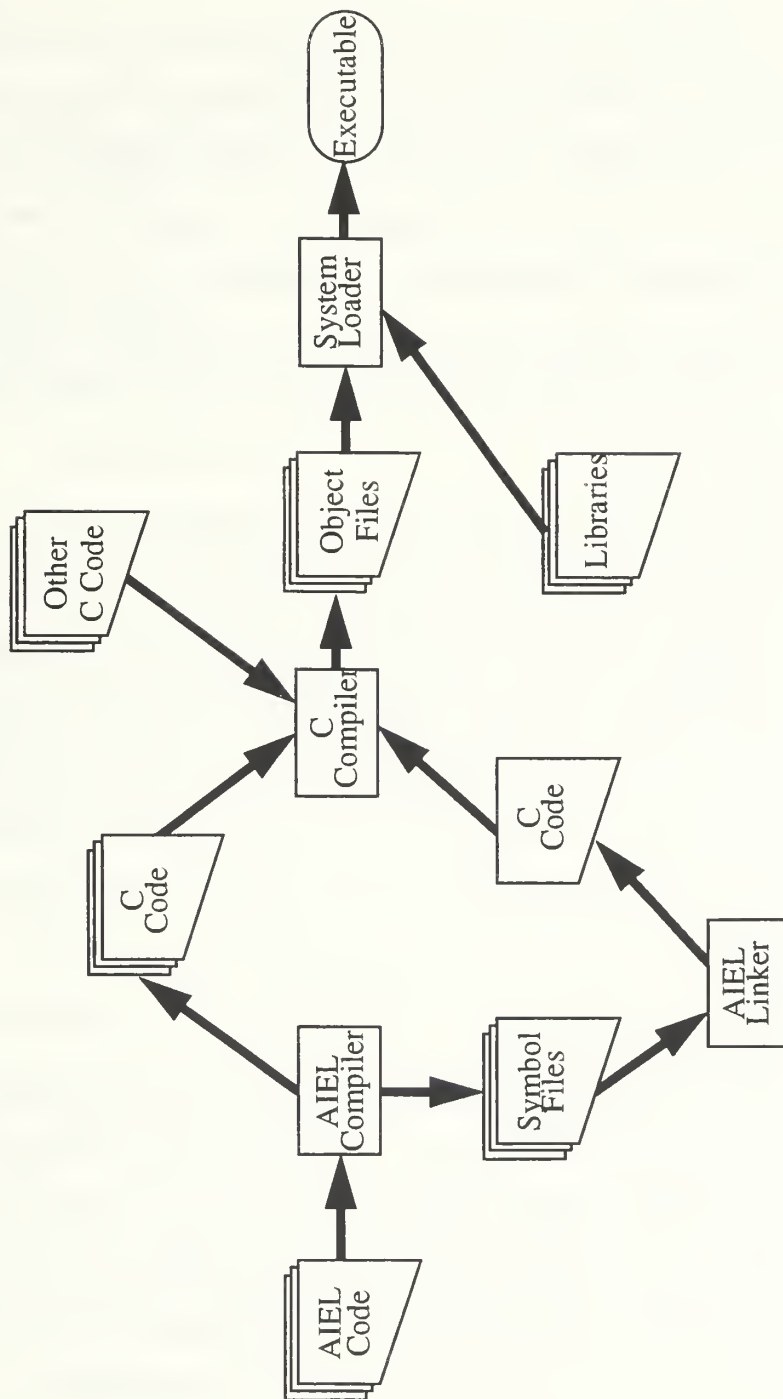 AIEL
Code
AIEL
Compiler
C
Code
Symbol
Files
AIEL
Linker
C
Code
Other
C Code
C
Compiler
Object
Files
Libraries
System
Loader
Executable